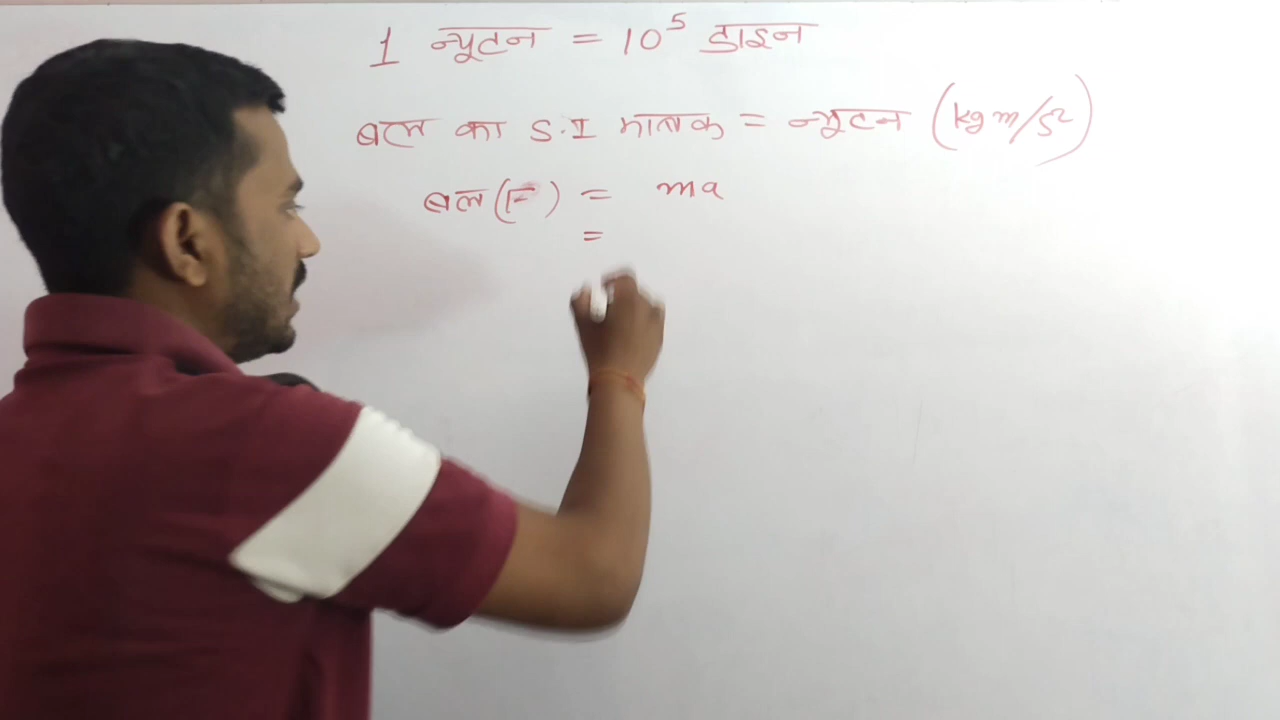 1 न्यूटन = 10⁵ डाइन
बल का S.I मात्रक = न्यूटन (kg m/s²)
बल (F) = ma
=